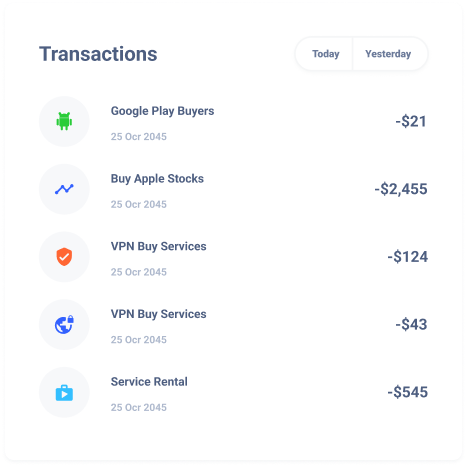 Transactions
Today Yesterday
Google Play Buyers
25 Ocr 2045
-$21
Buy Apple Stocks
25 Ocr 2045
-$2,455
VPN Buy Services
25 Ocr 2045
-$124
VPN Buy Services
25 Ocr 2045
-$43
Service Rental
25 Ocr 2045
-$545